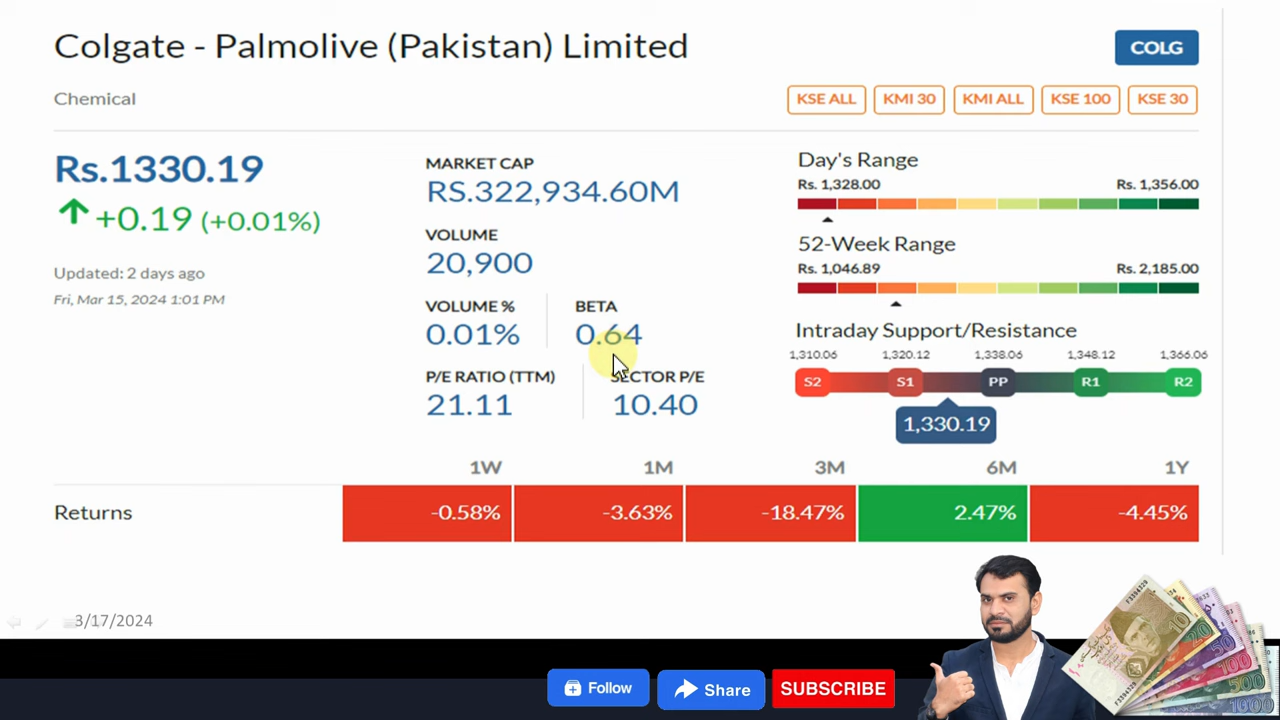 Colgate - Palmolive (Pakistan) Limited
COLG
Chemical
KSE ALL
KMI 30
KMI ALL
KSE 100
KSE 30
Rs.1330.19
+0.19 (+0.01%)
Updated: 2 days ago
Fri, Mar 15, 2024 1:01 PM
MARKET CAP
RS.322,934.60M
VOLUME
20,900
VOLUME %
BETA
0.01%
0.64
P/E RATIO (TTM)
SECTOR P/E
21.11
10.40
Day's Range
Rs. 1,328.00
Rs. 1,356.00
52-Week Range
Rs. 1,046.89
Rs. 2,185.00
Intraday Support/Resistance
1,310.06
1,320.12
1,338.06
1,348.12
1,366.06
S2
S1
PP
R1
R2
1,330.19
1W
1M
3M
6M
1Y
Returns
-0.58%
-3.63%
-18.47%
2.47%
-4.45%
3/17/2024
Follow
Share
SUBSCRIBE
10
20
50
100
500
1000